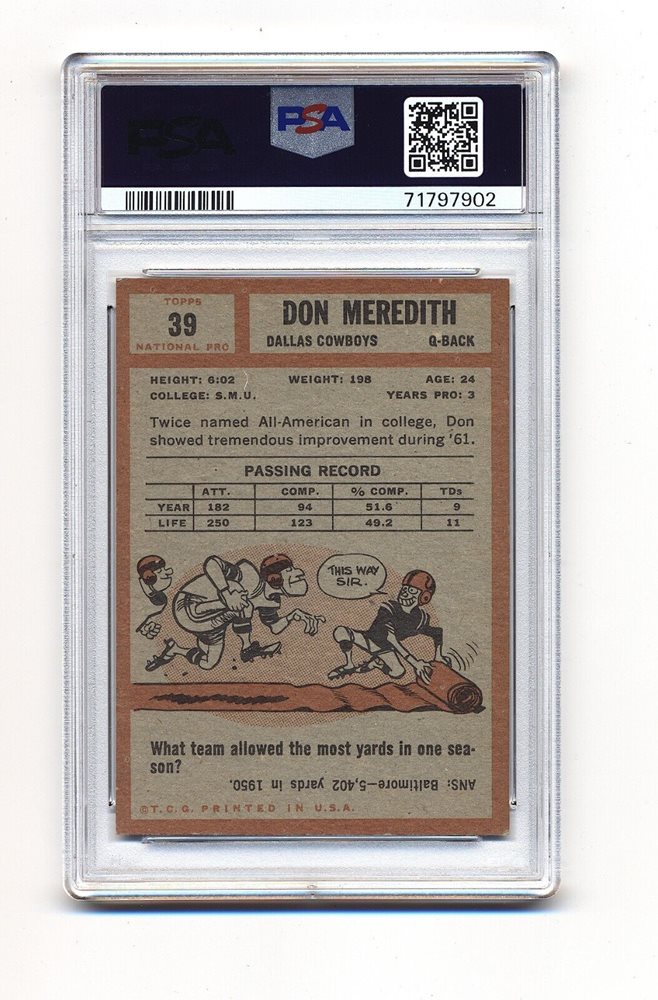 PSA
PSA
71797902
TOPPS
39
NATIONAL PRO
DON MEREDITH
DALLAS COWBOYS Q-BACK
HEIGHT: 6:02 WEIGHT: 198 AGE: 24
COLLEGE: S.M.U. YEARS PRO: 3
Twice named All-American in college, Don
showed tremendous improvement during '61.
PASSING RECORD
ATT. COMP. % COMP. TDs
YEAR 182 94 51.6 9
LIFE 250 123 49.2 11
THIS WAY
SIR.
What team allowed the most yards in one sea-
son?
ANS: Baltimore—5,402 yards in 1950.
©T.C.G. PRINTED IN U.S.A.